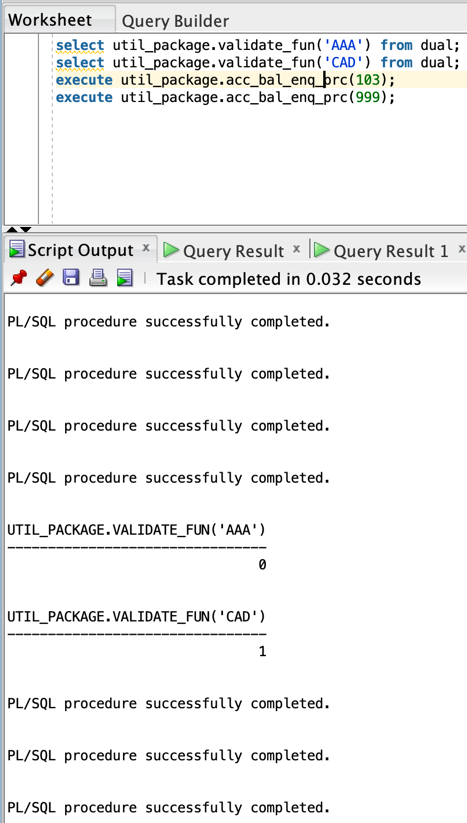 Worksheet Query Builder
select util_package.validate_fun('AAA') from dual;
select util_package.validate_fun('CAD') from dual;
execute util_package.acc_bal_enq_prc(103);
execute util_package.acc_bal_enq_prc(999);
Script Output x Query Result x Query Result 1 x
Task completed in 0.032 seconds
PL/SQL procedure successfully completed.
PL/SQL procedure successfully completed.
PL/SQL procedure successfully completed.
PL/SQL procedure successfully completed.
UTIL_PACKAGE.VALIDATE_FUN('AAA')
--------------------------------
0
UTIL_PACKAGE.VALIDATE_FUN('CAD')
--------------------------------
1
PL/SQL procedure successfully completed.
PL/SQL procedure successfully completed.
PL/SQL procedure successfully completed.